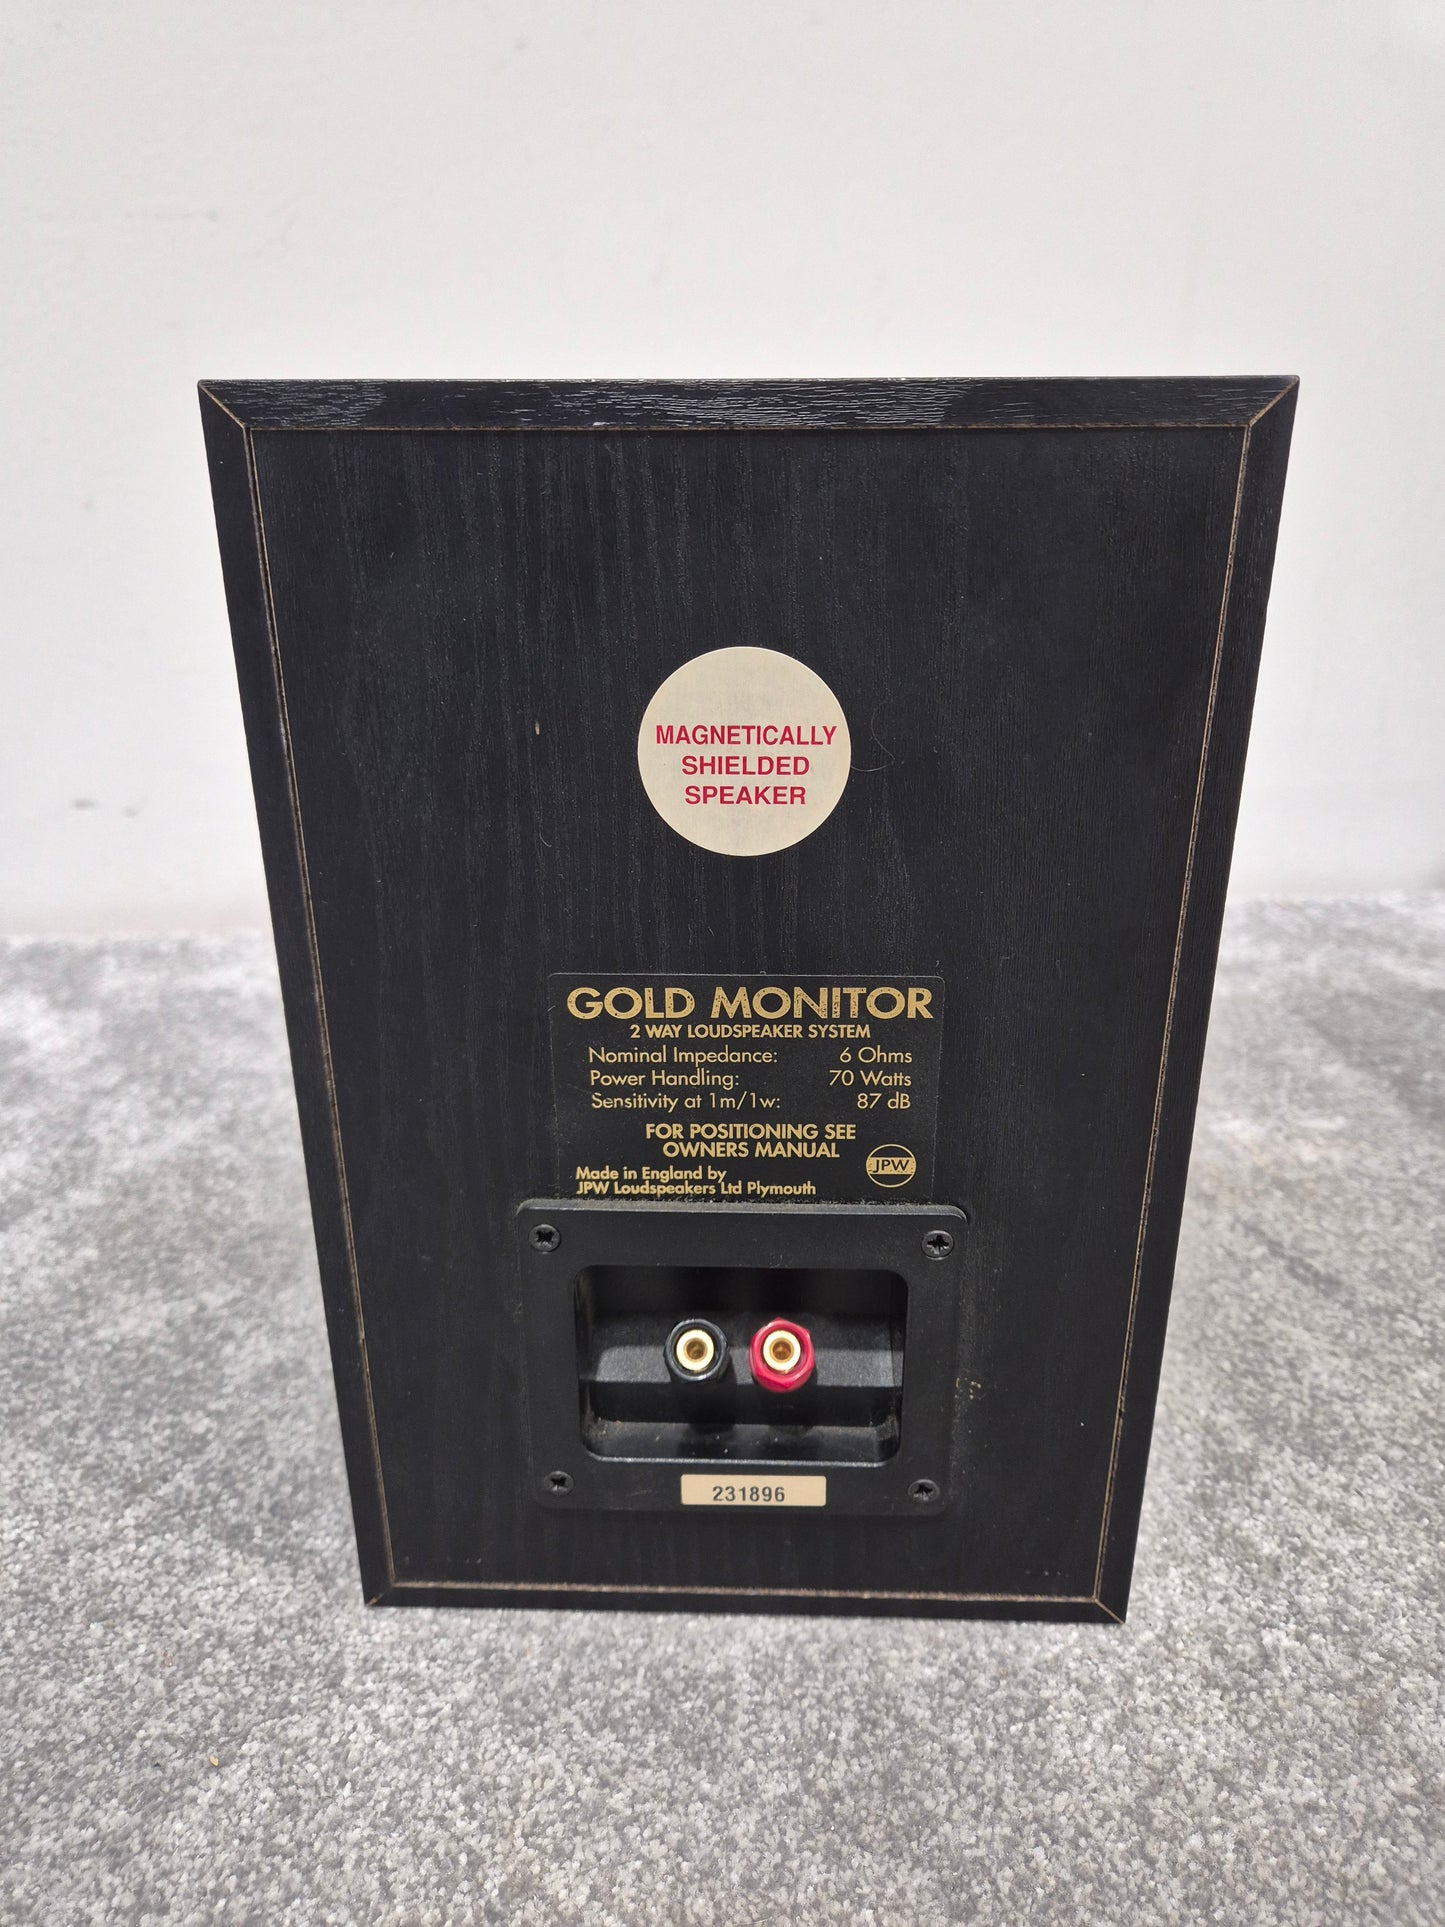 MAGNETICALLY
SHIELDED
SPEAKER
GOLD MONITOR
2 WAY LOUDSPEAKER SYSTEM
Nominal Impedance: 6 Ohms
Power Handling: 70 Watts
Sensitivity at 1m/1w: 87 dB
FOR POSITIONING SEE
OWNERS MANUAL
JPW
Made in England by
JPW Loudspeakers Ltd Plymouth
231896